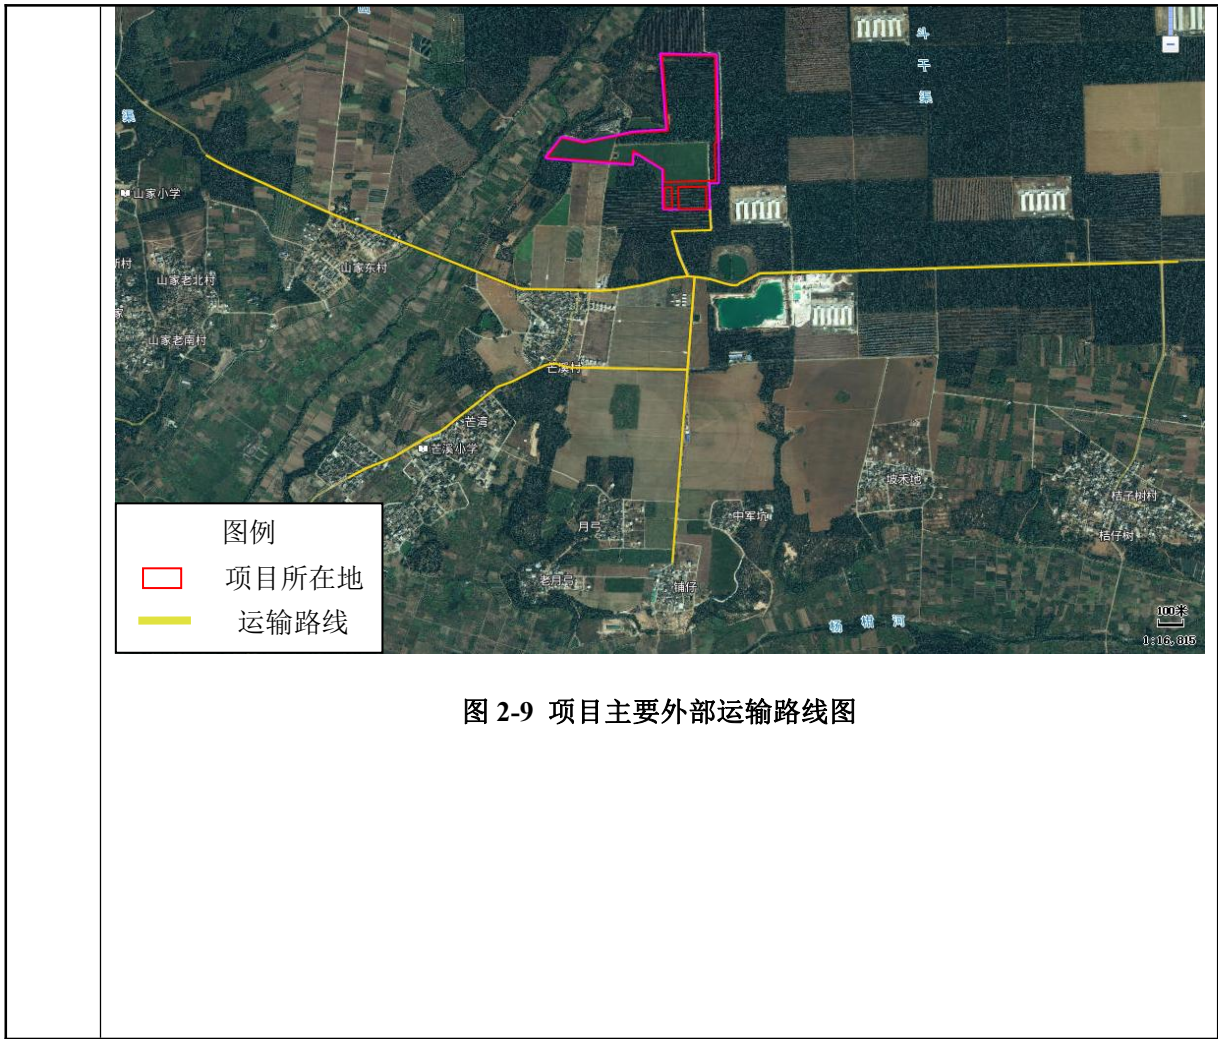 斗干渠
渠
山家小学
山家东村
山家老北村
山家老南村
芒溪村
芒湾
芒溪小学
坡禾地
桔子树村
桔仔树
月弓
中军坑
老月弓
铺仔
杨柑河
100米
1:16,815
图例
项目所在地
运输路线
图 2-9 项目主要外部运输路线图